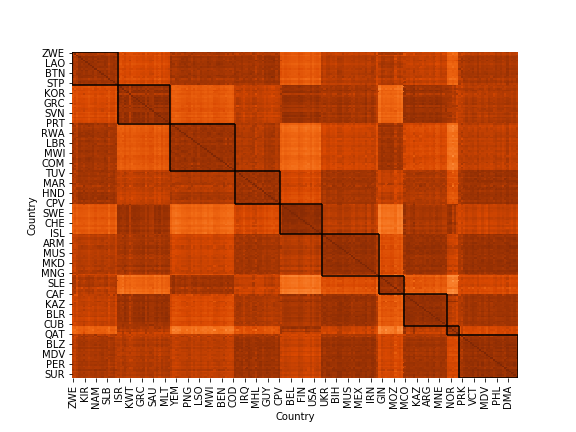 ZWE
LAO
BTN
STP
KOR
GRC
SVN
PRT
RWA
LBR
MWI
COM
TUV
MAR
HND
CPV
SWE
CHE
ISL
ARM
MUS
MKD
MNG
SLE
CAF
KAZ
BLR
CUB
QAT
BLZ
MDV
PER
SUR
Country
ZWE
KIR
NAM
SLB
ISR
KWT
GRC
SAU
MLT
YEM
PNG
LSO
MWI
BEN
COD
IRQ
MHL
GUY
CPV
BEL
FIN
USA
UKR
BIH
MUS
MEX
IRN
GIN
MOZ
MCO
KAZ
ARG
MNE
NOR
PRK
VCT
MDV
PHL
DMA
Country